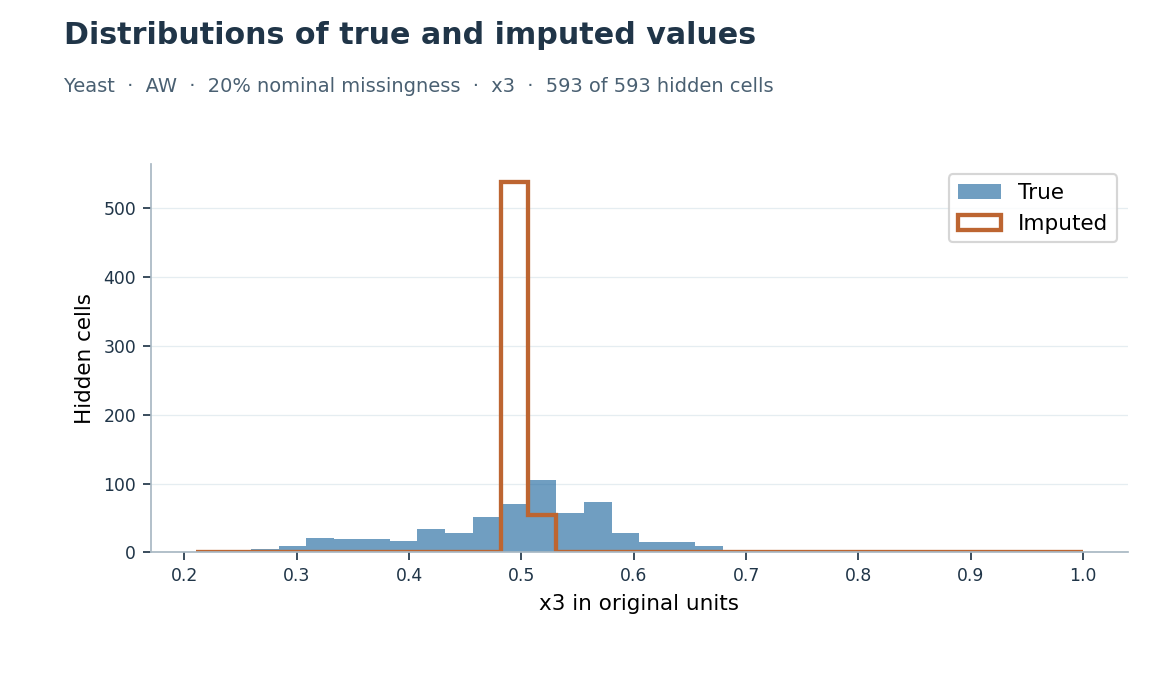 Distributions of true and imputed values
Yeast · AW · 20% nominal missingness · x3 · 593 of 593 hidden cells
True
Imputed
Hidden cells
500
400
300
200
100
0
0.2 0.3 0.4 0.5 0.6 0.7 0.8 0.9 1.0
x3 in original units